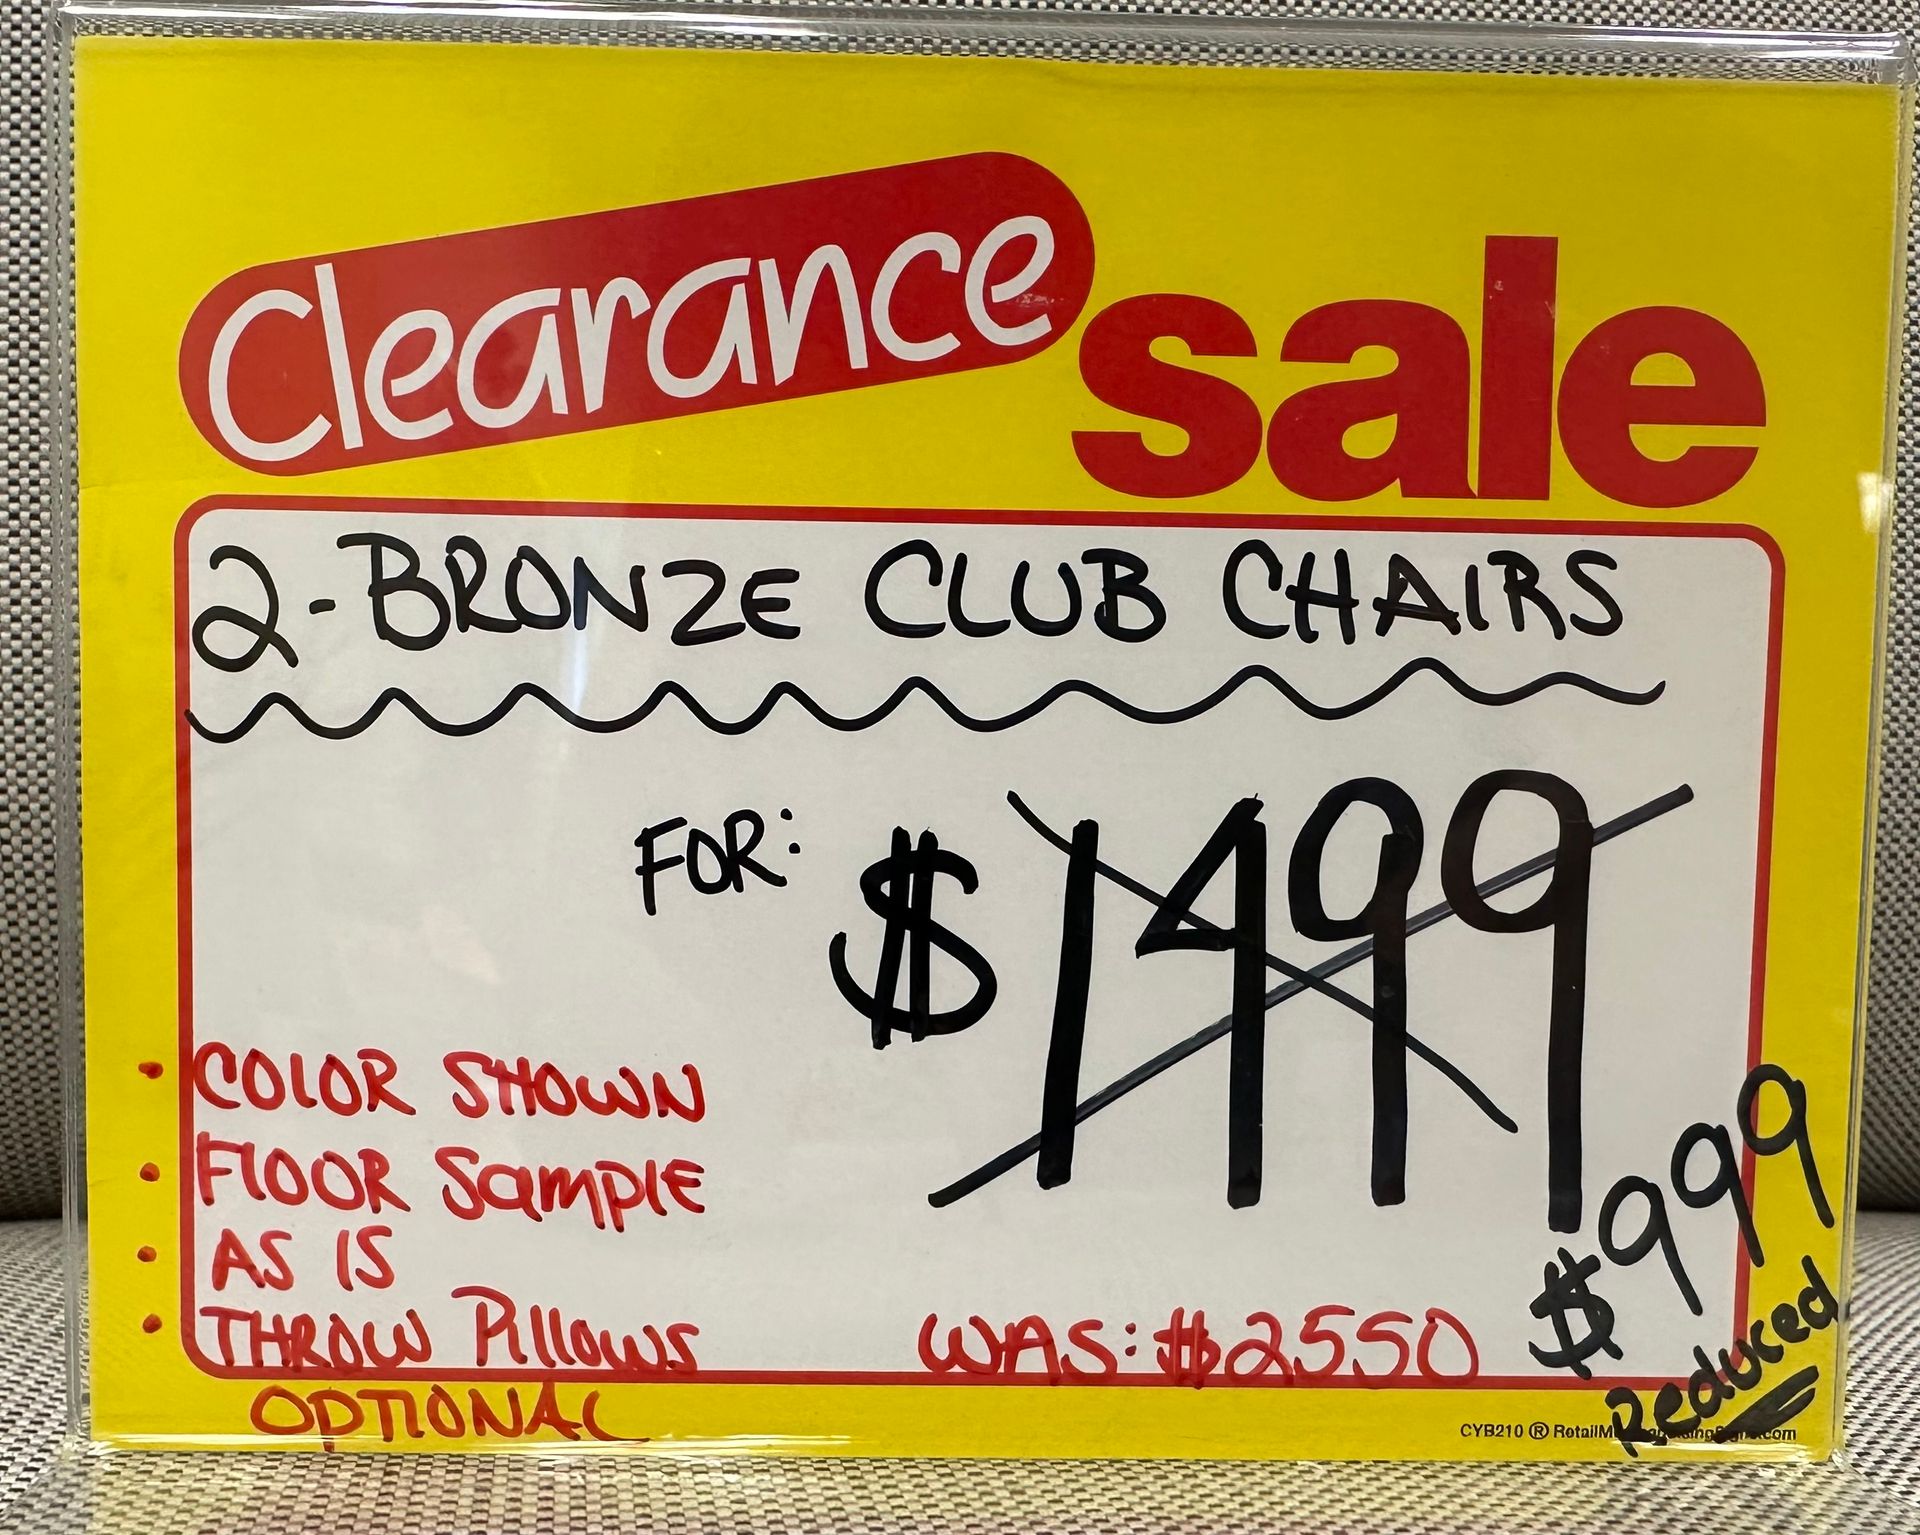 Clearance sale
2-BRONZE CLUB CHAIRS
FOR: $1499
• COLOR SHOWN
• FLOOR SAMPLE
• AS IS
• THROW PILLOWS
OPTIONAL
WAS: $2550
$999
Reduced
CYB210 ®